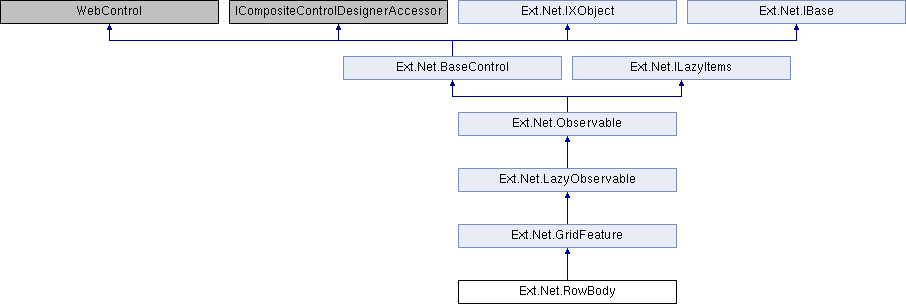 WebControl
ICompositeControlDesignerAccessor
Ext.Net.IXObject
Ext.Net.IBase
Ext.Net.BaseControl
Ext.Net.ILazyItems
Ext.Net.Observable
Ext.Net.LazyObservable
Ext.Net.GridFeature
Ext.Net.RowBody